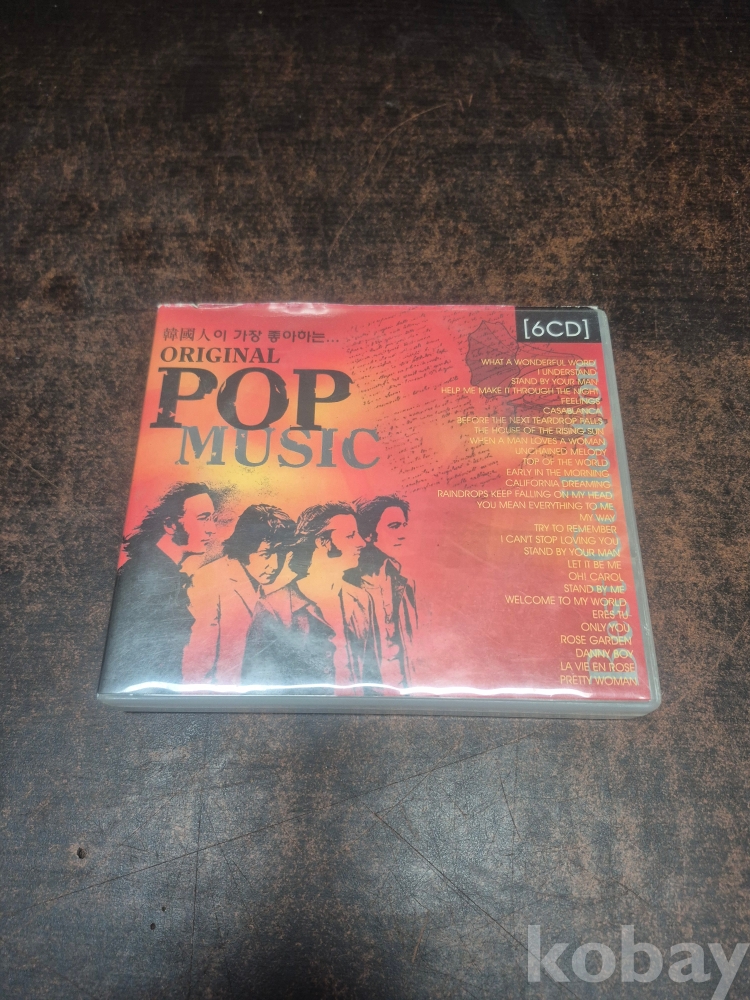 韓國人이 가장 좋아하는...
ORIGINAL
POP
MUSIC
[6CD]
WHAT A WONDERFUL WORD
I UNDERSTAND
STAND BY YOUR MAN
HELP ME MAKE IT THROUGH THE NIGHT
FEELINGS
CASABLANCA
BEFORE THE NEXT TEARDROP FALLS
THE HOUSE OF THE RISING SUN
WHEN A MAN LOVES A WOMAN
UNCHAINED MELODY
TOP OF THE WORLD
EARLY IN THE MORNING
CALIFORNIA DREAMING
RAINDROPS KEEP FALLING ON MY HEAD
YOU MEAN EVERYTHING TO ME
MY WAY
TRY TO REMEMBER
I CAN'T STOP LOVING YOU
STAND BY YOUR MAN
LET IT BE ME
OH! CAROL
STAND BY ME
WELCOME TO MY WORLD
ERES TU
ONLY YOU
ROSE GARDEN
DANNY BOY
LA VIE EN ROSE
PRETTY WOMAN
kobay